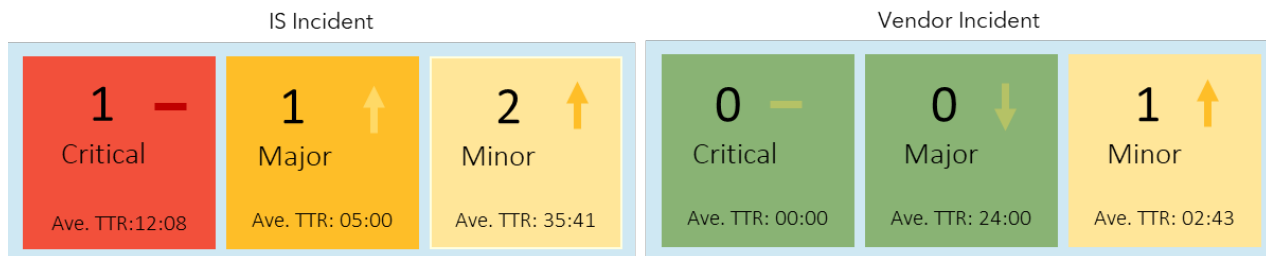 IS Incident
1
Critical
Ave. TTR:12:08
1
Major
Ave. TTR: 05:00
2
Minor
Ave. TTR: 35:41
Vendor Incident
0
Critical
Ave. TTR: 00:00
0
Major
Ave. TTR: 24:00
1
Minor
Ave. TTR: 02:43